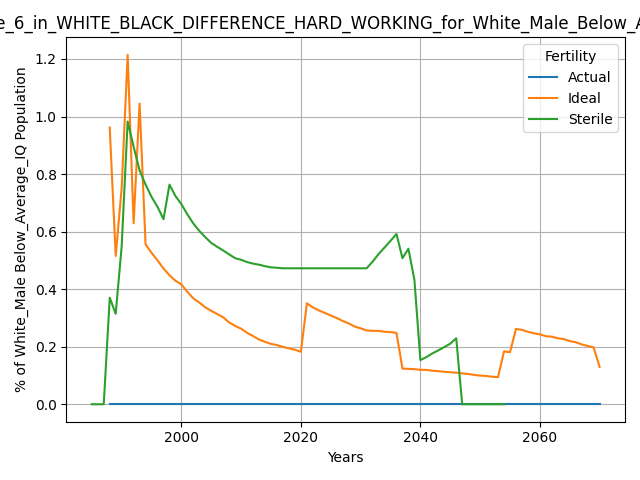 e_6_in_WHITE_BLACK_DIFFERENCE_HARD_WORKING_for_White_Male_Below_A
Fertility
Actual
Ideal
Sterile
% of White_Male Below_Average_IQ Population
1.2
1.0
0.8
0.6
0.4
0.2
0.0
2000 2020 2040 2060
Years